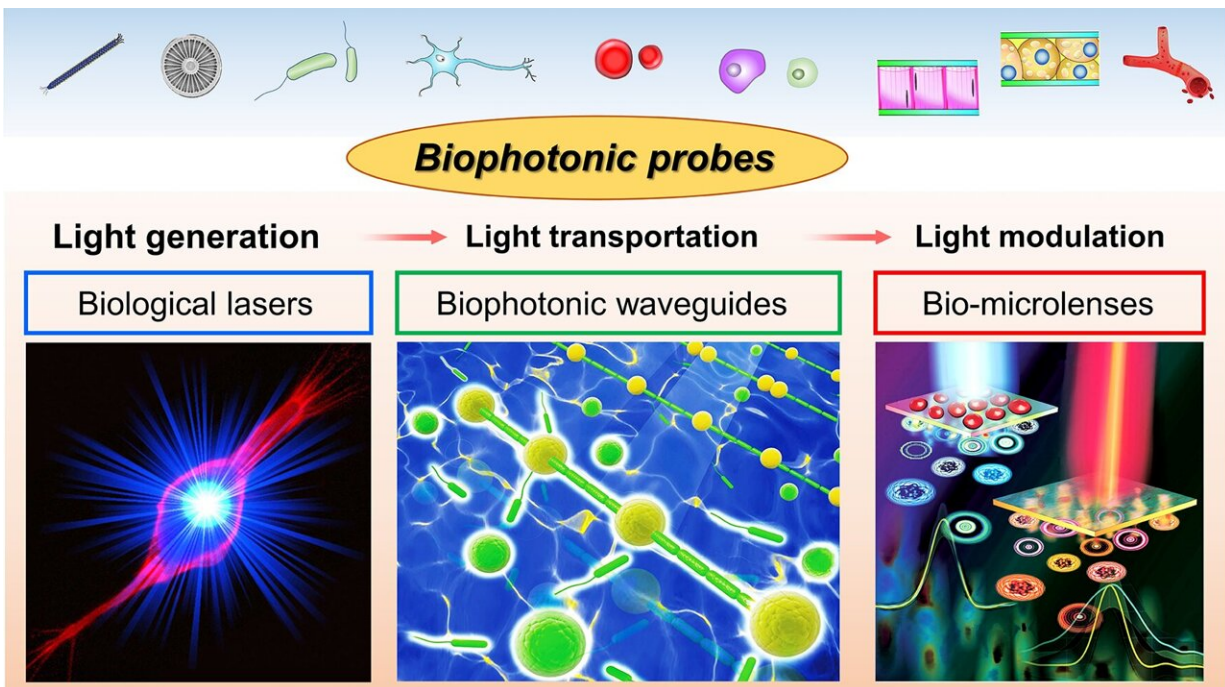 Biophotonic probes
Light generation
Light transportation
Light modulation
Biological lasers
Biophotonic waveguides
Bio-microlenses